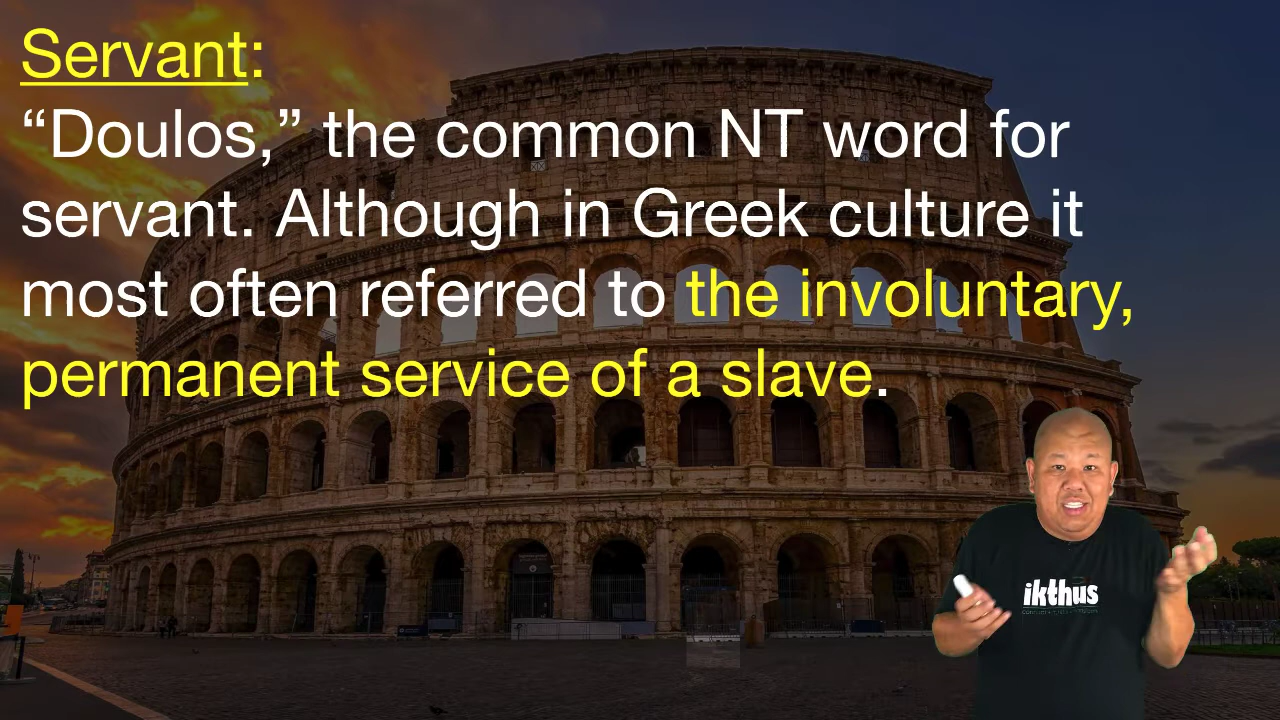 Servant:
“Doulos,” the common NT word for
servant. Although in Greek culture it
most often referred to the involuntary,
permanent service of a slave.
ikthus